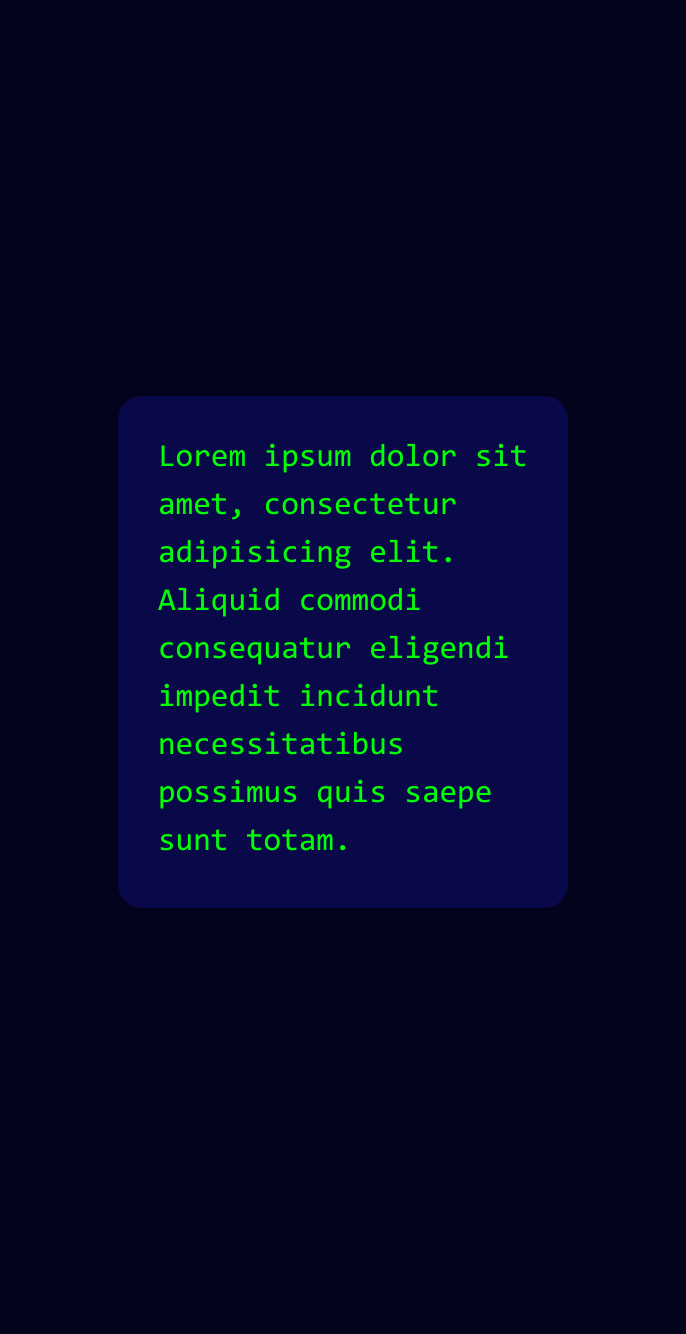 Lorem ipsum dolor sit
amet, consectetur
adipisicing elit.
Aliquid commodi
consequatur eligendi
impedit incidunt
necessitatibus
possimus quis saepe
sunt totam.